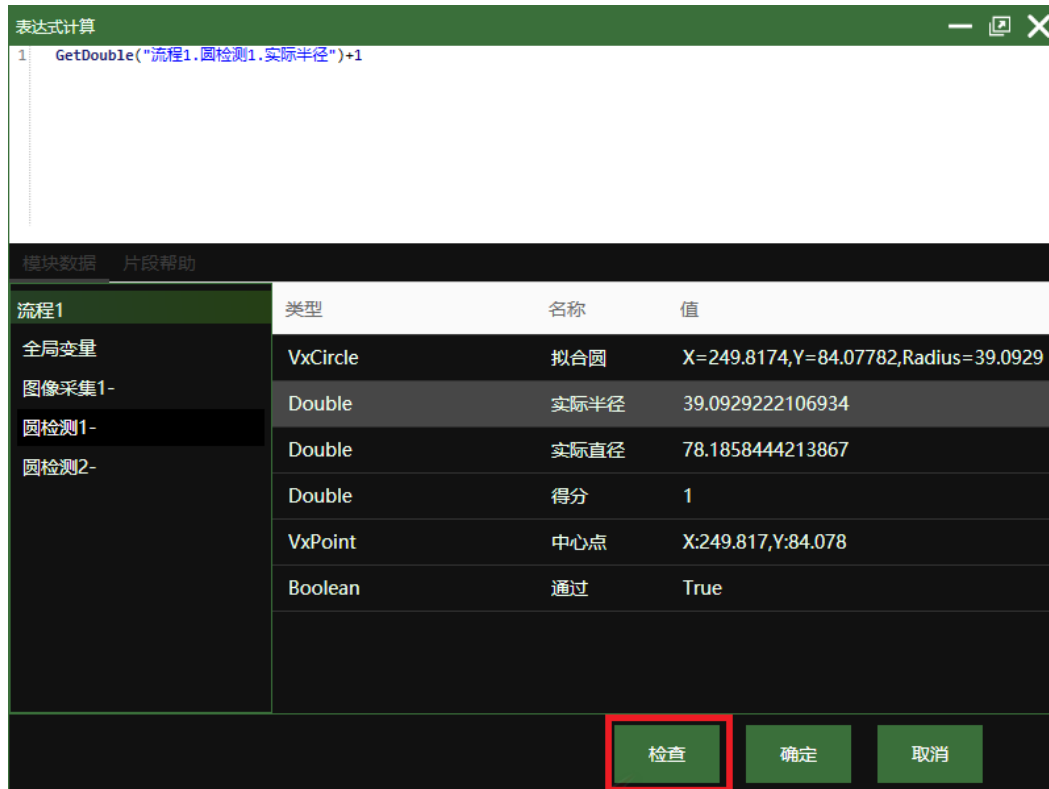 表达式计算
1 GetDouble("流程1.圆检测1.实际半径")+1
模块数据 片段帮助
流程1 类型 名称 值
全局变量
VxCircle 拟合圆 X=249.8174,Y=84.07782,Radius=39.0929
图像采集1-
Double 实际半径 39.0929222106934
圆检测1-
Double 实际直径 78.1858444213867
圆检测2-
Double 得分 1
VxPoint 中心点 X:249.817,Y:84.078
Boolean 通过 True
检查 确定 取消